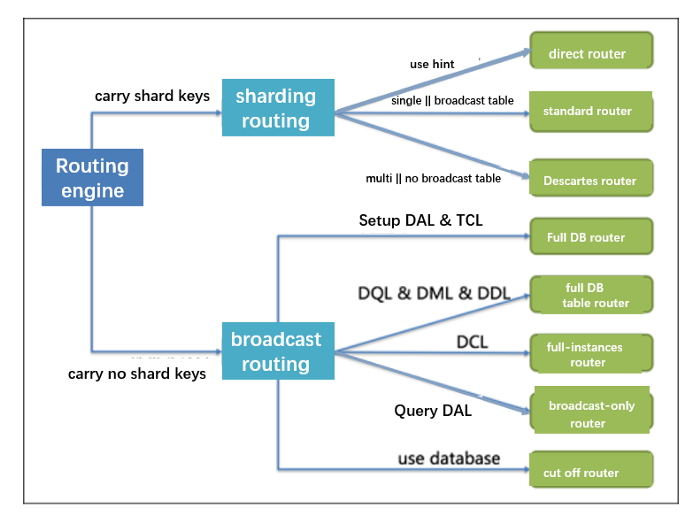 use hint
direct router
carry shard keys
sharding
routing
single || broadcast table
standard router
Routing
engine
multi || no broadcast table
Descartes router
Setup DAL & TCL
Full DB router
DQL & DML & DDL
full DB
table router
broadcast
routing
DCL
full-instances
router
carry no shard keys
Query DAL
broadcast-only
router
use database
cut off router